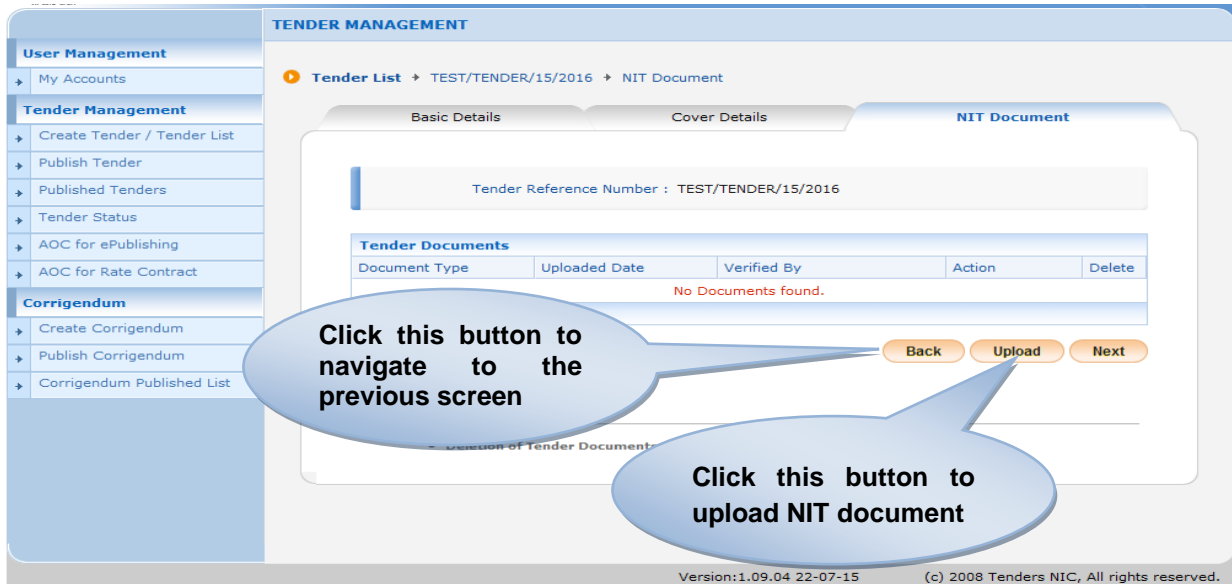 TENDER MANAGEMENT
User Management
My Accounts
Tender Management
Create Tender / Tender List
Publish Tender
Published Tenders
Tender Status
AOC for ePublishing
AOC for Rate Contract
Corrigendum
Create Corrigendum
Publish Corrigendum
Corrigendum Published List
Tender List TEST/TENDER/15/2016 NIT Document
Basic Details Cover Details NIT Document
Tender Reference Number : TEST/TENDER/15/2016
Tender Documents
Document Type Uploaded Date Verified By Action Delete
No Documents found.
Click this button to
navigate to the
previous screen
Back Upload Next
Deletion of Tender Documents
Click this button to
upload NIT document
Version:1.09.04 22-07-15 (c) 2008 Tenders NIC, All rights reserved.